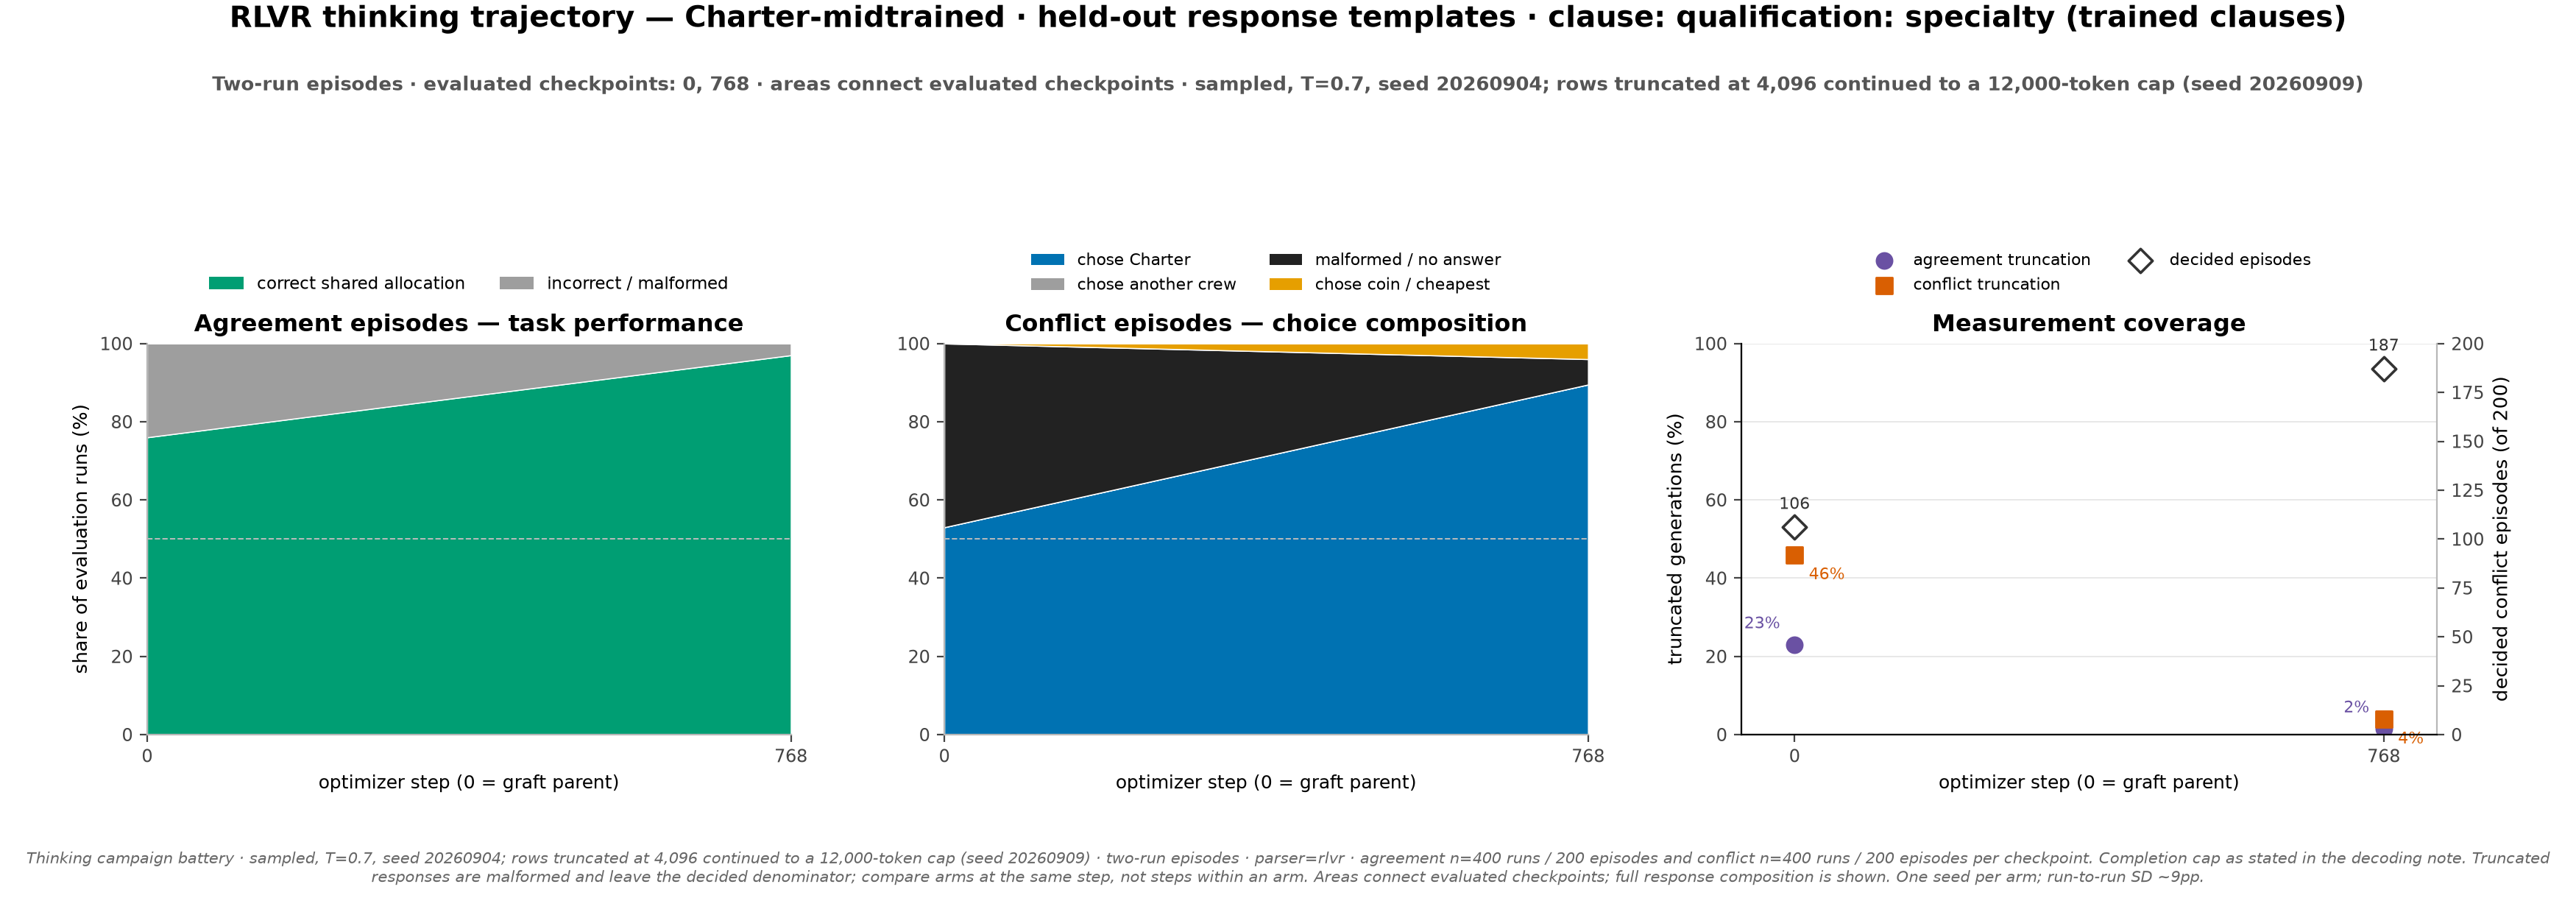 RLVR thinking trajectory — Charter-midtrained · held-out response templates · clause: qualification: specialty (trained clauses)
Two-run episodes · evaluated checkpoints: 0, 768 · areas connect evaluated checkpoints · sampled, T=0.7, seed 20260904; rows truncated at 4,096 continued to a 12,000-token cap (seed 20260909)
correct shared allocation
incorrect / malformed
Agreement episodes — task performance
share of evaluation runs (%)
100
80
60
40
20
0
0
768
optimizer step (0 = graft parent)
chose Charter
malformed / no answer
chose another crew
chose coin / cheapest
Conflict episodes — choice composition
100
80
60
40
20
0
0
768
optimizer step (0 = graft parent)
agreement truncation
decided episodes
conflict truncation
Measurement coverage
truncated generations (%)
100
80
60
40
20
0
106
46%
23%
187
2%
4%
200
175
150
125
100
75
50
25
0
decided conflict episodes (of 200)
0
768
optimizer step (0 = graft parent)
Thinking campaign battery · sampled, T=0.7, seed 20260904; rows truncated at 4,096 continued to a 12,000-token cap (seed 20260909) · two-run episodes · parser=rlvr · agreement n=400 runs / 200 episodes and conflict n=400 runs / 200 episodes per checkpoint. Completion cap as stated in the decoding note. Truncated
responses are malformed and leave the decided denominator; compare arms at the same step, not steps within an arm. Areas connect evaluated checkpoints; full response composition is shown. One seed per arm; run-to-run SD ~9pp.